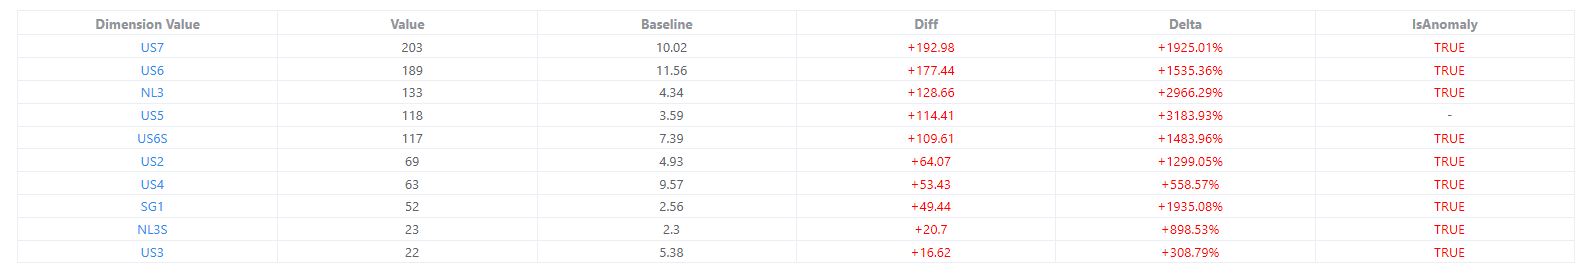 Dimension Value Value Baseline Diff Delta IsAnomaly
US7 203 10.02 +192.98 +1925.01% TRUE
US6 189 11.56 +177.44 +1535.36% TRUE
NL3 133 4.34 +128.66 +2966.29% TRUE
US5 118 3.59 +114.41 +3183.93% -
US6S 117 7.39 +109.61 +1483.96% TRUE
US2 69 4.93 +64.07 +1299.05% TRUE
US4 63 9.57 +53.43 +558.57% TRUE
SG1 52 2.56 +49.44 +1935.08% TRUE
NL3S 23 2.3 +20.7 +898.53% TRUE
US3 22 5.38 +16.62 +308.79% TRUE